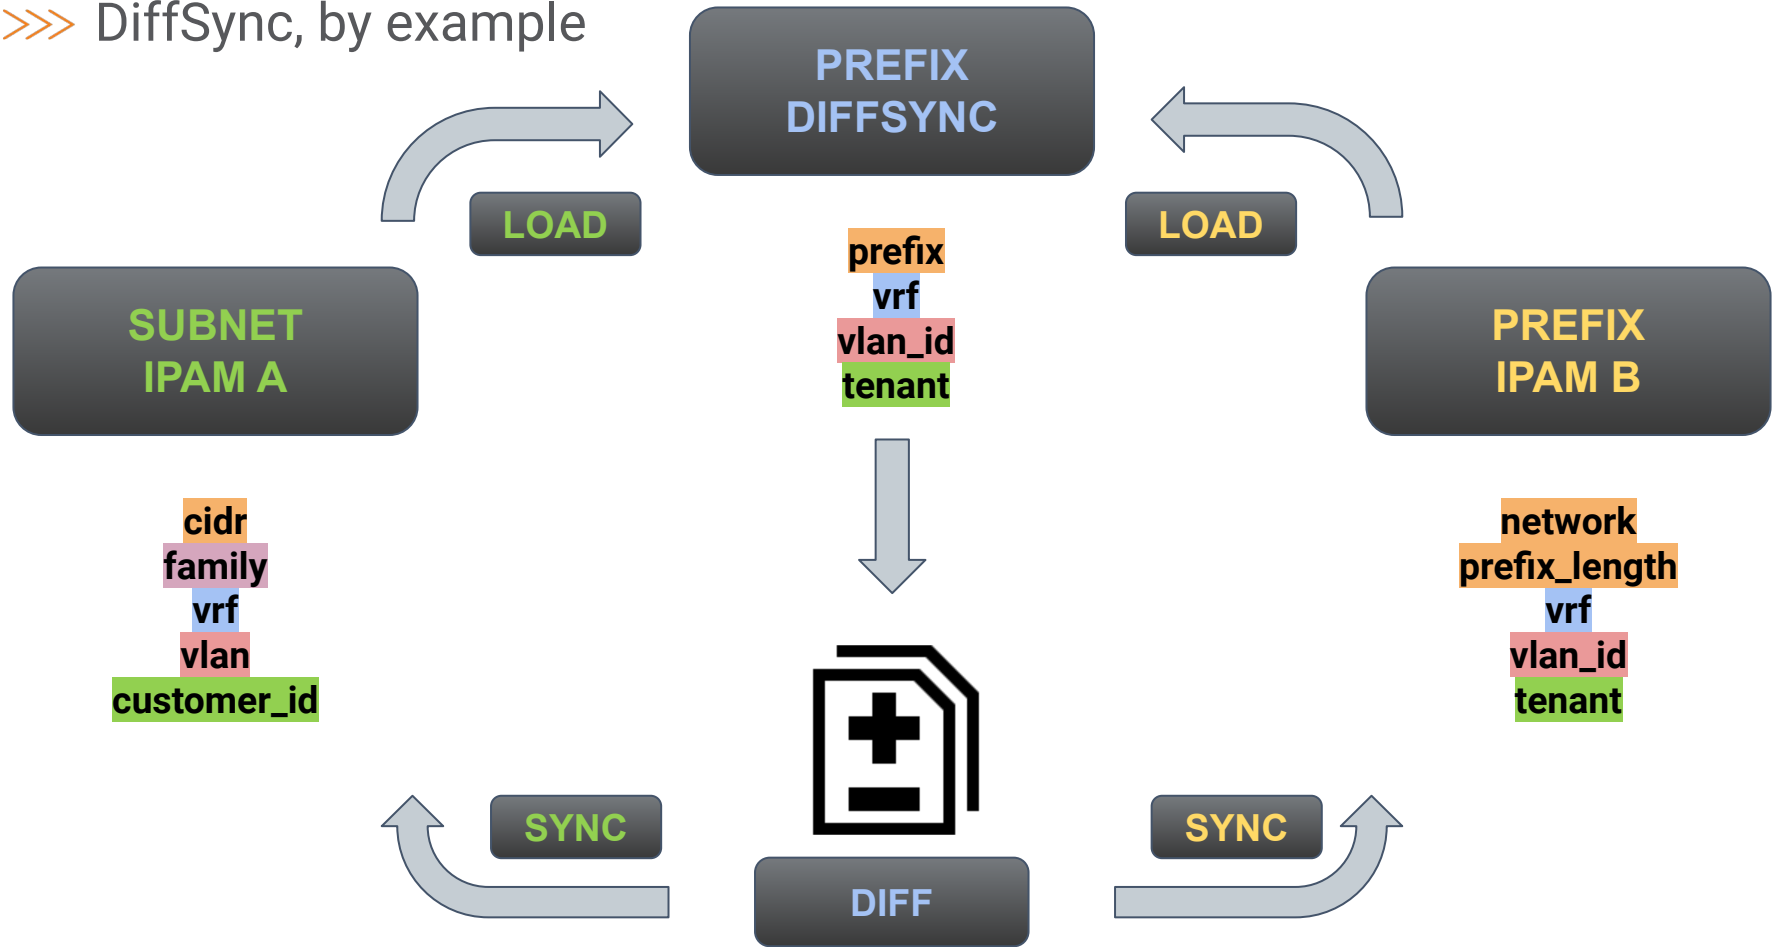 DiffSync, by example
PREFIX
DIFFSYNC
LOAD
LOAD
SUBNET
IPAM A
prefix
vrf
vlan_id
tenant
PREFIX
IPAM B
cidr
family
vrf
vlan
customer_id
network
prefix_length
vrf
vlan_id
tenant
SYNC
SYNC
DIFF